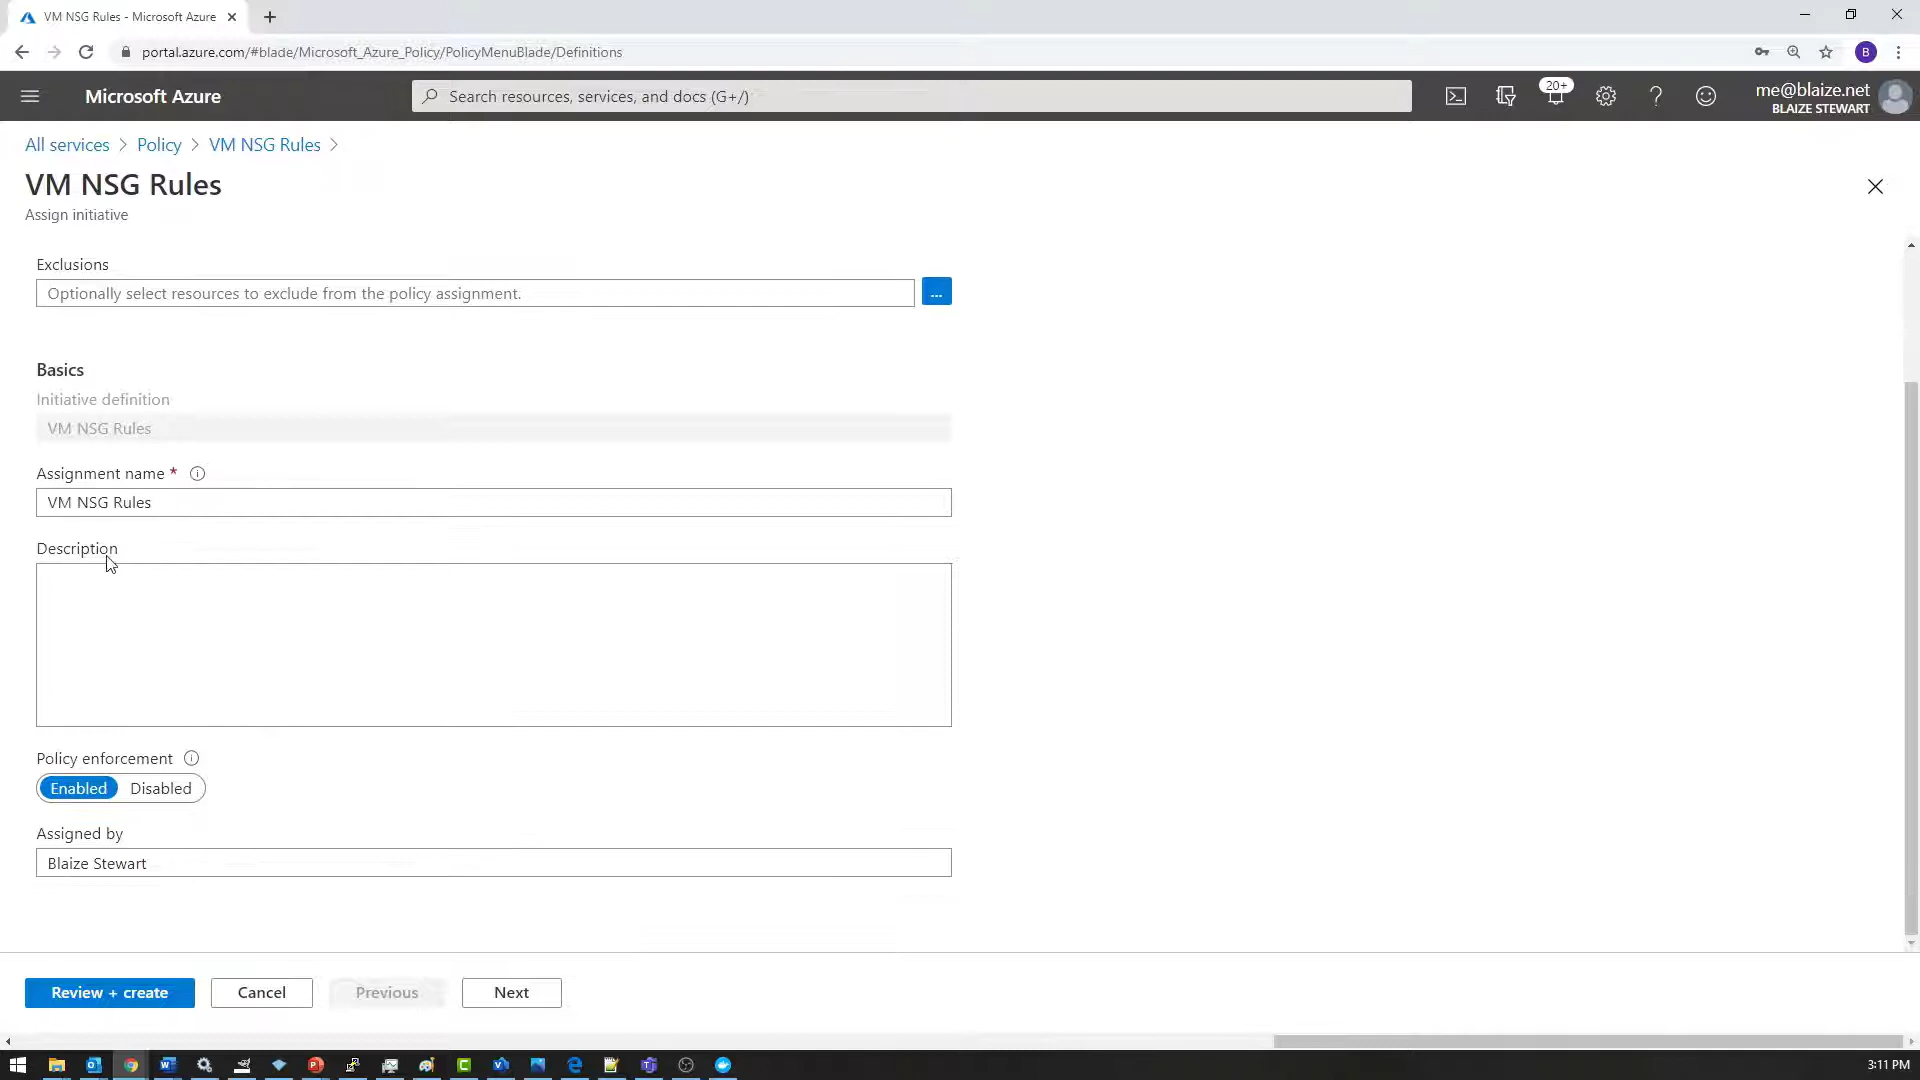 VM NSG Rules - Microsoft Azure
portal.azure.com/#blade/Microsoft_Azure_Policy/PolicyMenuBlade/Definitions
B
Microsoft Azure
Search resources, services, and docs (G+/)
20+
me@blaize.net
BLAIZE STEWART
All services > Policy > VM NSG Rules >
VM NSG Rules
Assign initiative
Exclusions
Optionally select resources to exclude from the policy assignment.
...
Basics
Initiative definition
VM NSG Rules
Assignment name *
VM NSG Rules
Description
Policy enforcement
Enabled Disabled
Assigned by
Blaize Stewart
Review + create Cancel Previous Next
3:11 PM